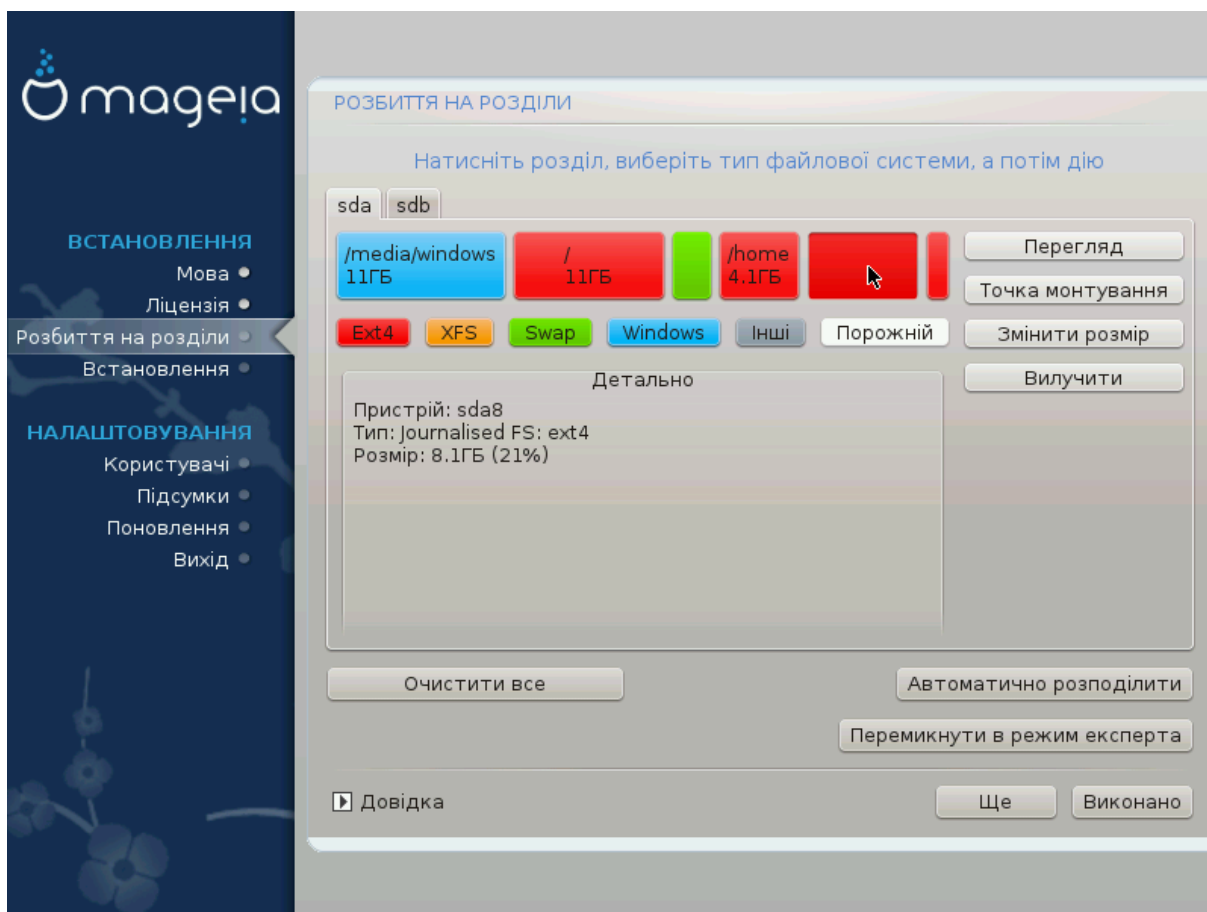 mageia
ВСТАНОВЛЕННЯ
Мова
Ліцензія
Розбиття на розділи
Встановлення
НАЛАШТОВУВАННЯ
Користувачі
Підсумки
Поновлення
Вихід
РОЗБИТТЯ НА РОЗДІЛИ
Натисніть розділ, виберіть тип файлової системи, а потім дію
sda sdb
/media/windows / /home
11ГБ 11ГБ 4.1ГБ
Ext4 XFS Swap Windows Інші Порожній
Перегляд
Точка монтування
Змінити розмір
Вилучити
Детально
Пристрій: sda8
Тип: Journalised FS: ext4
Розмір: 8.1ГБ (21%)
Очистити все Автоматично розподілити
Перемикнути в режим експерта
Довідка Ще Виконано